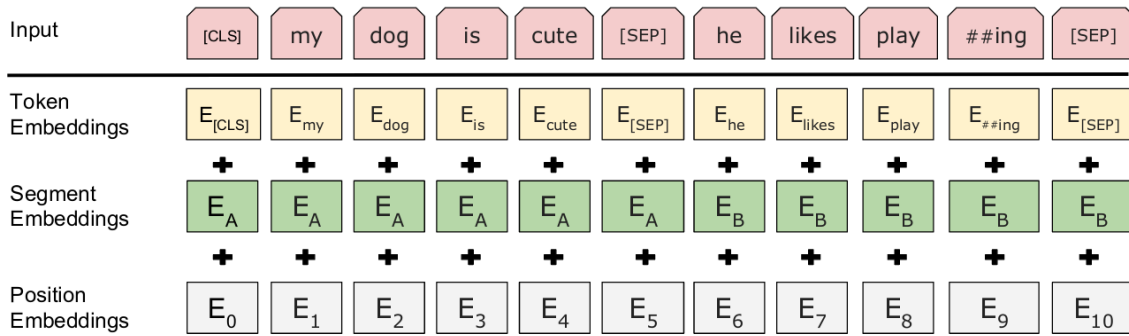 Input [CLS] my dog is cute [SEP] he likes play ##ing [SEP]
Token Embeddings E[CLS] Emy Edog Eis Ecute E[SEP] Ehe Elikes Eplay E##ing E[SEP]
+ + + + + + + + + + +
Segment Embeddings EA EA EA EA EA EA EB EB EB EB EB
+ + + + + + + + + + +
Position Embeddings E0 E1 E2 E3 E4 E5 E6 E7 E8 E9 E10